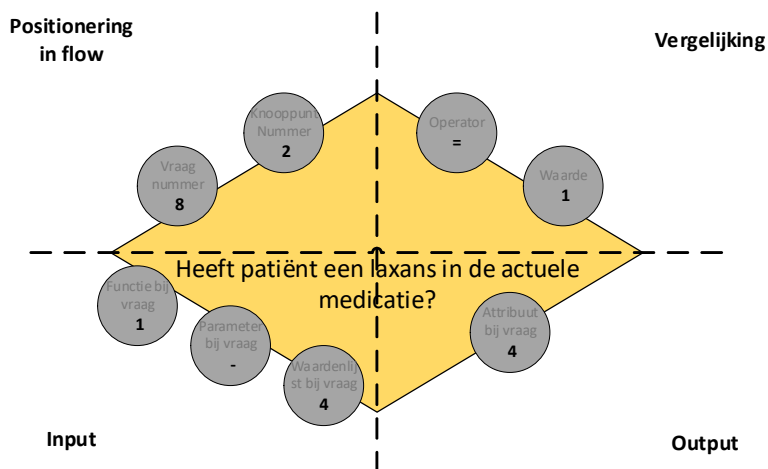 Positionering
in flow
Vergelijking
Knooppunt
Nummer
2
Operator
=
Vraag
nummer
8
Waarde
1
Heeft patiënt een laxans in de actuele
medicatie?
Functie bij
vraag
1
Parameter
bij vraag
-
Waardenlij
st bij vraag
4
Attribuut
bij vraag
4
Input
Output